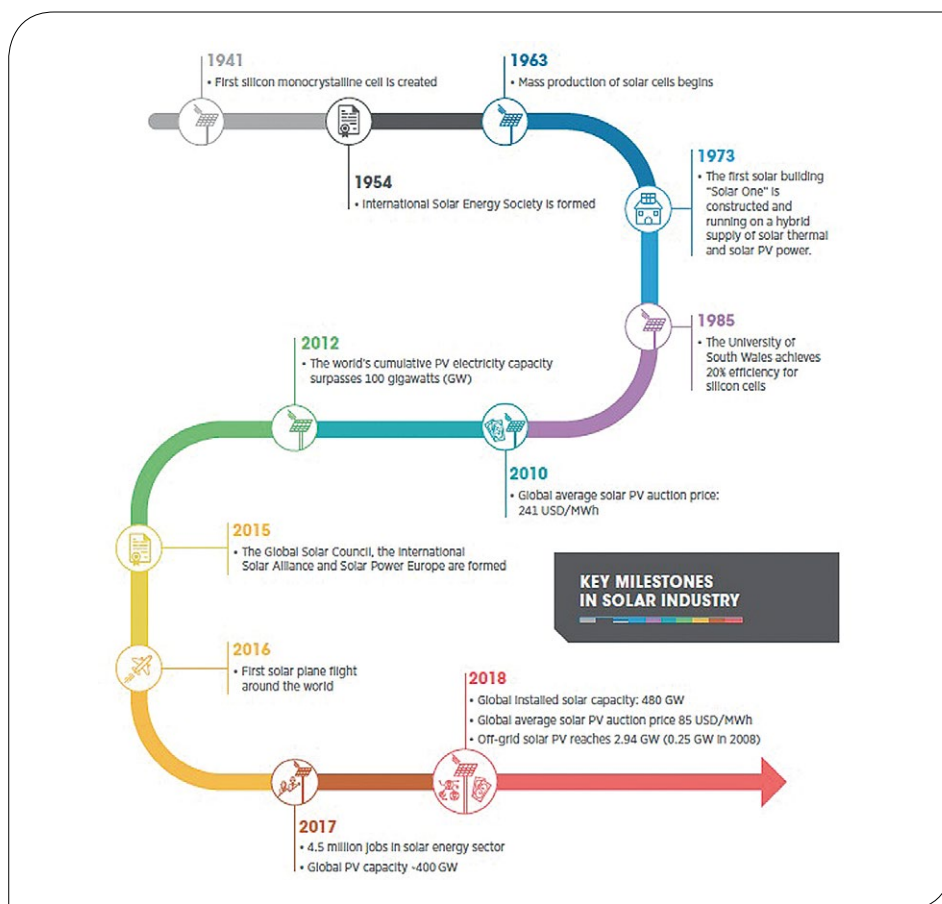 1941
• First silicon monocrystalline cell is created
1963
• Mass production of solar cells begins
1954
• International Solar Energy Society is formed
1973
• The first solar building
"Solar One" is
constructed and
running on a hybrid
supply of solar thermal
and solar PV power.
1985
• The University of
South Wales achieves
20% efficiency for
silicon cells
2012
• The world's cumulative PV electricity capacity
surpasses 100 gigawatts (GW)
2010
• Global average solar PV auction price:
241 USD/MWh
2015
• The Global Solar Council, the International
Solar Alliance and Solar Power Europe are formed
KEY MILESTONES
IN SOLAR INDUSTRY
2016
• First solar plane flight
around the world
2018
• Global installed solar capacity: 480 GW
• Global average solar PV auction price 85 USD/MWh
• Off-grid solar PV reaches 2.94 GW (0.25 GW in 2008)
2017
• 4.5 million jobs in solar energy sector
• Global PV capacity ~400 GW